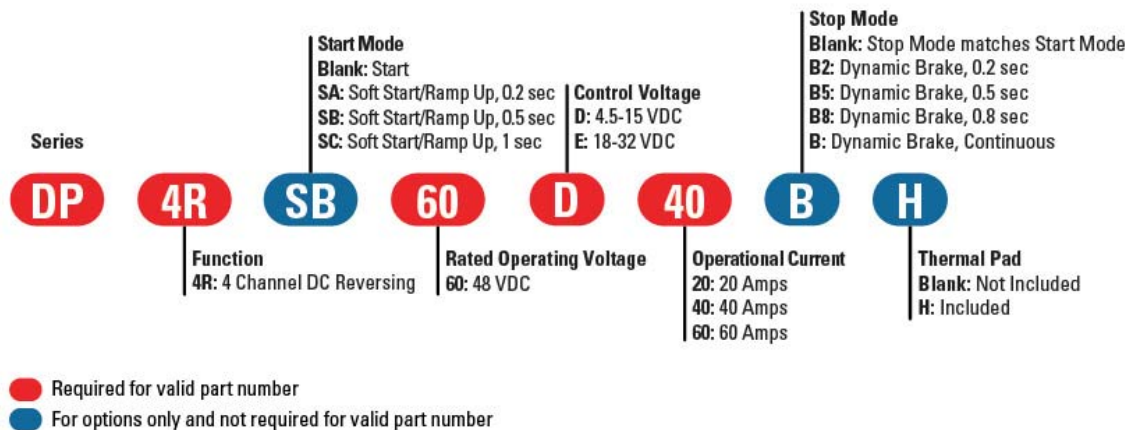 Start Mode
Blank: Start
SA: Soft Start/Ramp Up, 0.2 sec
SB: Soft Start/Ramp Up, 0.5 sec
SC: Soft Start/Ramp Up, 1 sec
Control Voltage
D: 4.5-15 VDC
E: 18-32 VDC
Stop Mode
Blank: Stop Mode matches Start Mode
B2: Dynamic Brake, 0.2 sec
B5: Dynamic Brake, 0.5 sec
B8: Dynamic Brake, 0.8 sec
B: Dynamic Brake, Continuous
Series
DP 4R SB 60 D 40 B H
Function
4R: 4 Channel DC Reversing
Rated Operating Voltage
60: 48 VDC
Operational Current
20: 20 Amps
40: 40 Amps
60: 60 Amps
Thermal Pad
Blank: Not Included
H: Included
Required for valid part number
For options only and not required for valid part number